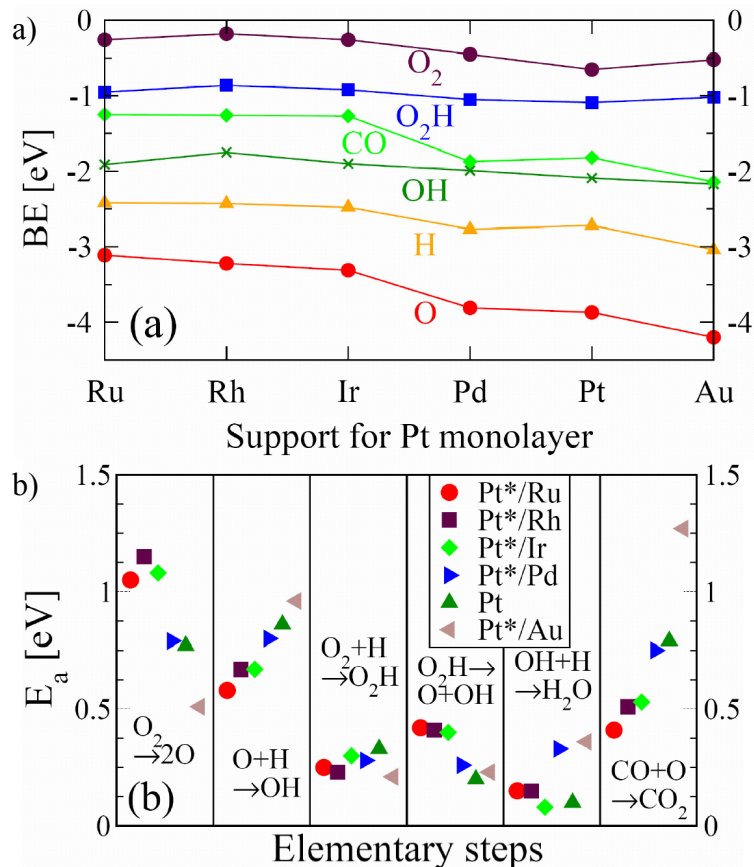 a)
0
-1
-2
-3
-4
BE [eV]
0
-1
-2
-3
-4
O₂
O₂H
CO
OH
H
O
(a)
Ru Rh Ir Pd Pt Au
Support for Pt monolayer
b)
1.5
1
0.5
0
Eₐ [eV]
1.5
1
0.5
0
Pt*/Ru
Pt*/Rh
Pt*/Ir
Pt*/Pd
Pt
Pt*/Au
O₂
→2O
O+H
→OH
O₂+H
→O₂H
O₂H→
O+OH
OH+H
→H₂O
CO+O
→CO₂
(b)
Elementary steps